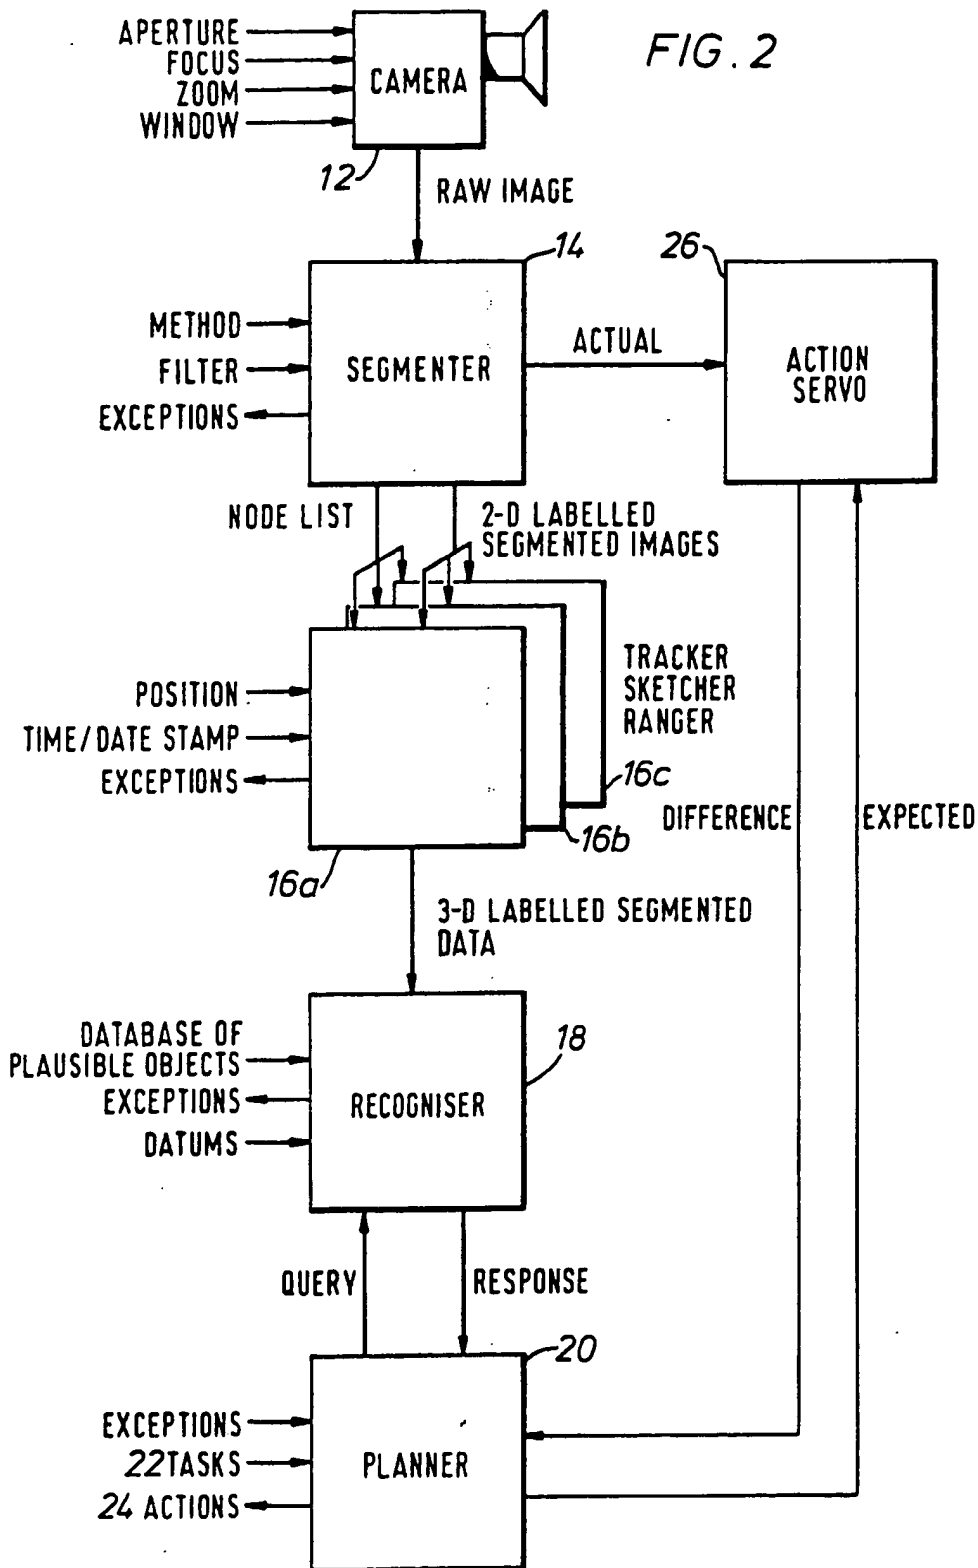 FIG. 2
APERTURE
FOCUS
ZOOM
WINDOW
CAMERA
12
RAW IMAGE
14
26
METHOD
FILTER
EXCEPTIONS
SEGMENTER
ACTUAL
ACTION
SERVO
NODE LIST
2-D LABELLED
SEGMENTED IMAGES
TRACKER
SKETCHER
RANGER
POSITION
TIME/DATE STAMP
EXCEPTIONS
16c
16b
16a
DIFFERENCE
EXPECTED
3-D LABELLED SEGMENTED
DATA
DATABASE OF
PLAUSIBLE OBJECTS
EXCEPTIONS
DATUMS
RECOGNISER
18
QUERY
RESPONSE
20
EXCEPTIONS
22 TASKS
24 ACTIONS
PLANNER